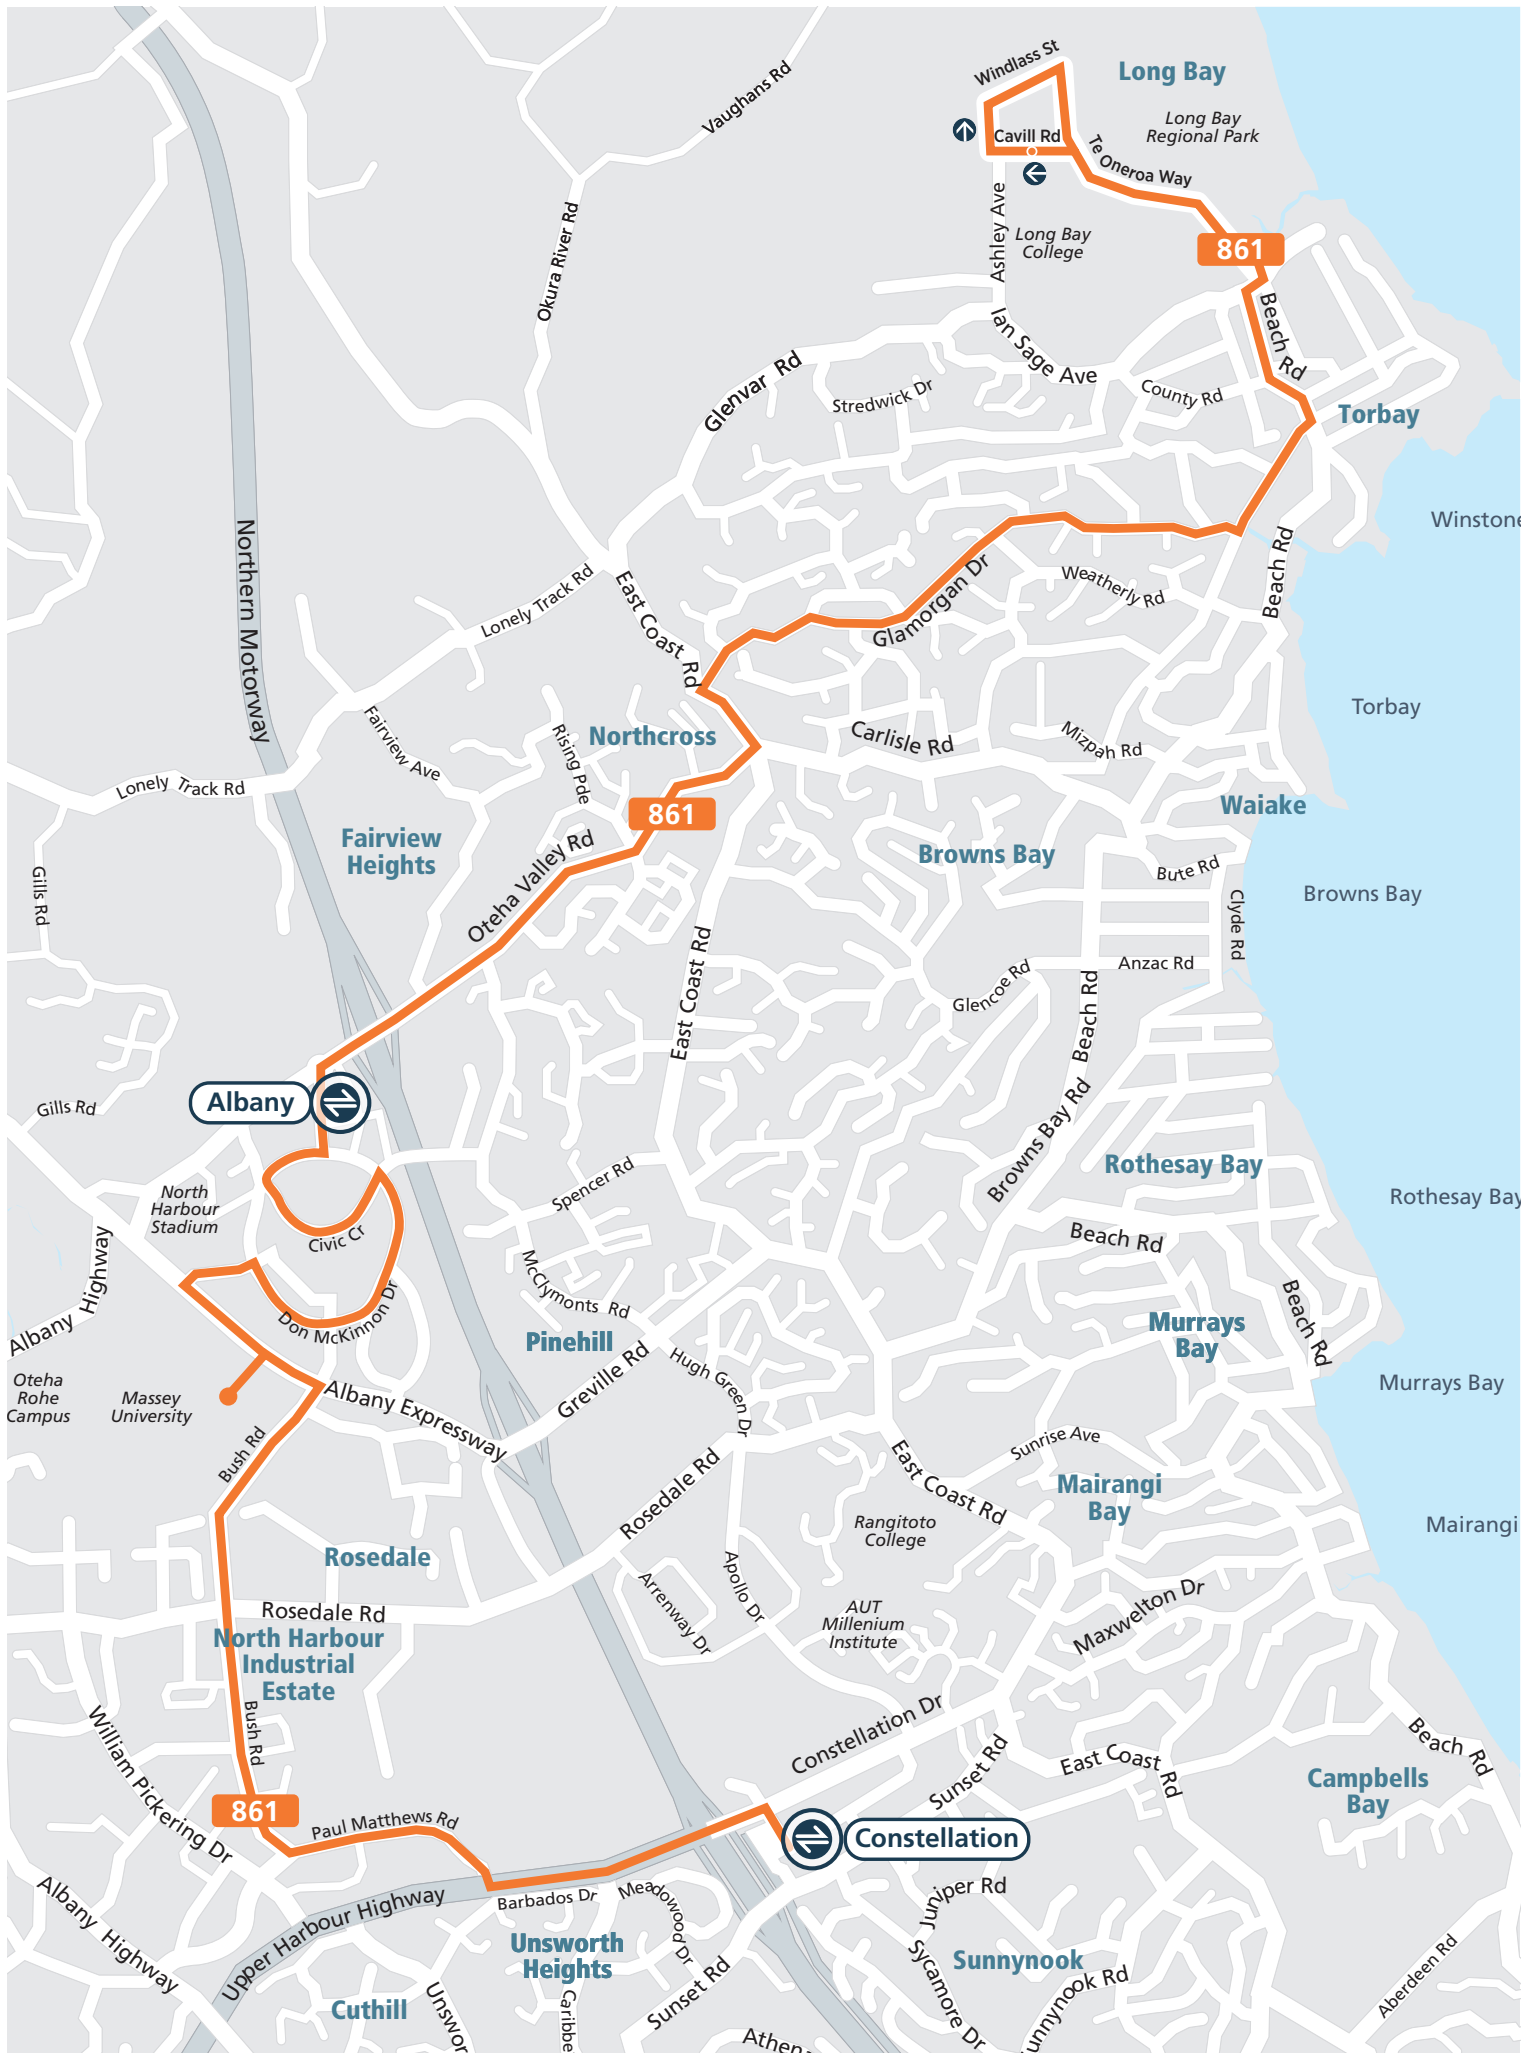 Windlass St
Long Bay
Vaughans Rd
Long Bay
Regional Park
Cavill Rd
Te Oneroa Way
Okura River Rd
Ashley Ave
Long Bay
College
861
Beach Rd
Ian Sage Ave
Glenvar Rd
Stredwick Dr
County Rd
Torbay
Winstone
Northern Motorway
Beach Rd
East Coast Rd
Lonely Track Rd
Glamorgan Dr
Weatherly Rd
Torbay
Fairview Ave
Rising Pde
Northcross
Carlisle Rd
Mizpah Rd
Lonely Track Rd
861
Waiake
Fairview
Heights
Oteha Valley Rd
Browns Bay
Bute Rd
Gills Rd
Clyde Rd
Browns Bay
East Coast Rd
Glencoe Rd
Anzac Rd
Beach Rd
Albany
Gills Rd
Browns Bay Rd
Spencer Rd
Rothesay Bay
North
Harbour
Stadium
Rothesay Bay
Civic Cr
Beach Rd
Albany Highway
McClymonts Rd
Don McKinnon Dr
Beach Rd
Pinehill
Murrays
Bay
Greville Rd
Hugh Green Dr
Oteha
Rohe
Campus
Massey
University
Murrays Bay
Albany Expressway
Bush Rd
Sunrise Ave
East Coast Rd
Rosedale Rd
Mairangi
Bay
Rangitoto
College
Mairangi
Rosedale
Apollo Dr
Arrenway Dr
Maxwelton Dr
Rosedale Rd
AUT
Millenium
Institute
North Harbour
Industrial
Estate
Bush Rd
William Pickering Dr
Constellation Dr
Sunset Rd
East Coast Rd
Beach Rd
Campbells
Bay
861
Paul Matthews Rd
Constellation
Albany Highway
Upper Harbour Highway
Barbados Dr
Meadowood Dr
Juniper Rd
Unsworth
Heights
Sunnynook
Sycamore Dr
Aberdeen Rd
Sunset Rd
unnynook Rd
Cuthill
Unswor
Caribbe
Athen